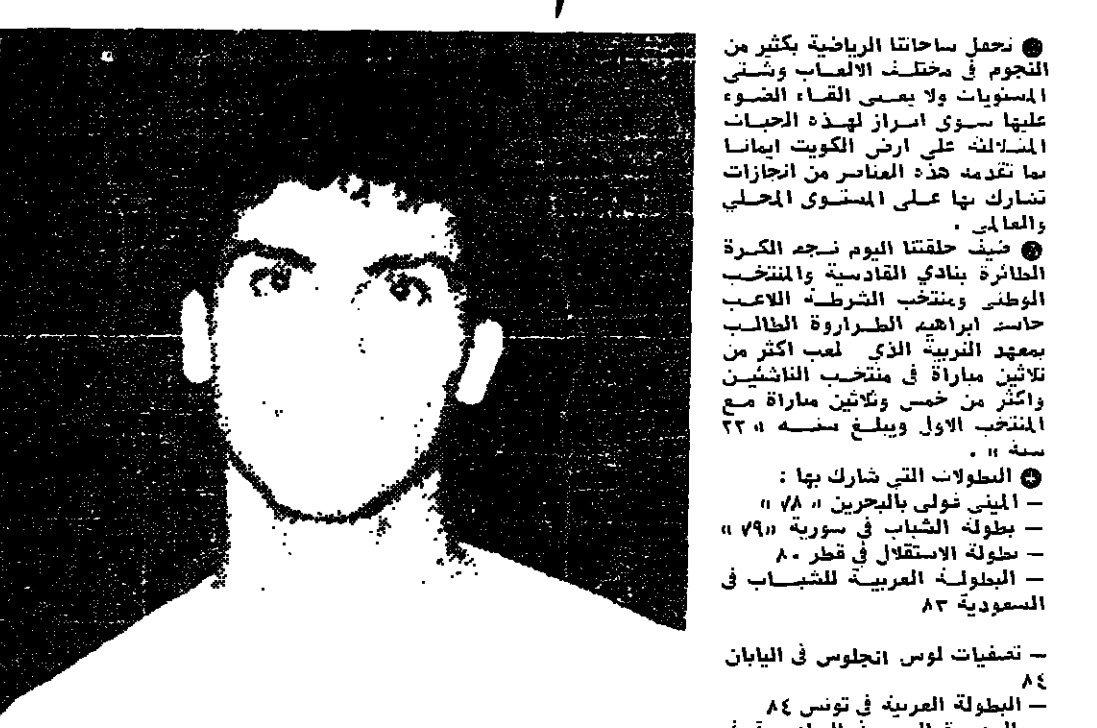 ● تحفل ساحاتنا الرياضية بكثير من
النجوم في مختلف الالعاب وشتى
المستويات ولا يعني القاء الضوء
عليها سوى ابراز لهذه الحبات
المتلالئة على ارض الكويت ايمانا
بما تقدمه هذه العناصر من انجازات
تشارك بها على المستوى المحلي
والعالمي .
● ضيف حلقتنا اليوم نجم الكرة
الطائرة بنادي القادسية والمنتخب
الوطني ومنتخب الشرطة اللاعب
جاسم ابراهيم الطراروة الطالب
بمعهد التربية الذي لعب اكثر من
ثلاثين مباراة في منتخب الناشئين
واكثر من خمس وثلاثين مباراة مع
المنتخب الاول ويبلغ سنه « ٢٣
سنة » .
● البطولات التي شارك بها :
— الميني فولي بالبحرين « ٧٨ »
— بطولة الشباب في سورية «٧٩ »
— بطولة الاستقلال في قطر ٨٠
— البطولة العربية للشباب في
السعودية ٨٣
— تصفيات لوس انجلوس في اليابان
٨٤
— البطولة العربية في تونس ٨٤